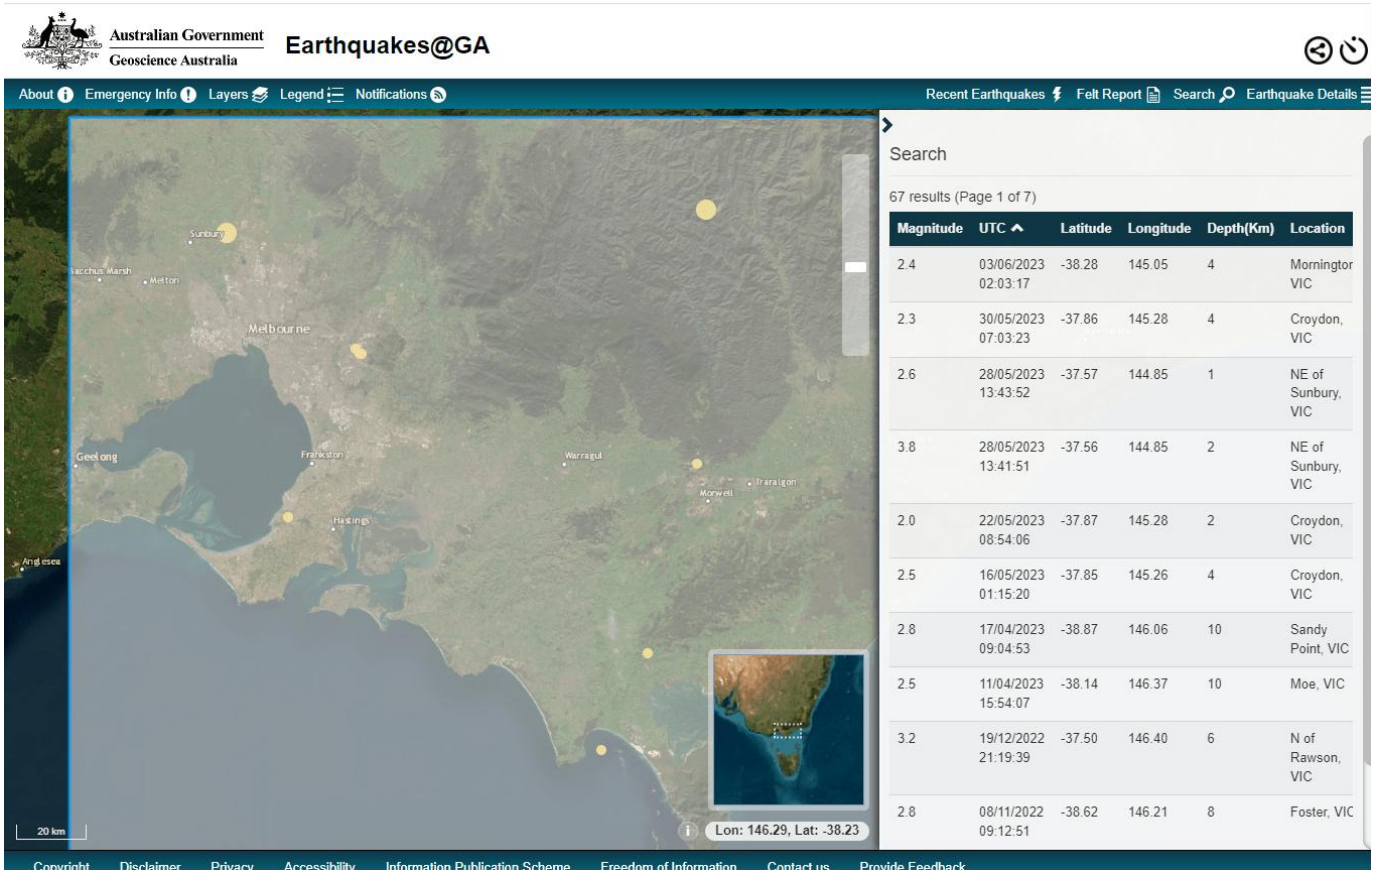 Australian Government
Geoscience Australia
Earthquakes@GA
About
Emergency Info
Layers
Legend
Notifications
Recent Earthquakes
Felt Report
Search
Earthquake Details
Sunbury
acchus Marsh
Melton
Melbourne
Geelong
Frankston
Warragul
Traralgon
Morwell
Hastings
Anglesea
20 km
i
Lon: 146.29, Lat: -38.23
Search
67 results (Page 1 of 7)
Magnitude UTC Latitude Longitude Depth(Km) Location
2.4 03/06/2023 -38.28 145.05 4 Mornington
02:03:17 VIC
2.3 30/05/2023 -37.86 145.28 4 Croydon,
07:03:23 VIC
2.6 28/05/2023 -37.57 144.85 1 NE of
13:43:52 Sunbury,
VIC
3.8 28/05/2023 -37.56 144.85 2 NE of
13:41:51 Sunbury,
VIC
2.0 22/05/2023 -37.87 145.28 2 Croydon,
08:54:06 VIC
2.5 16/05/2023 -37.85 145.26 4 Croydon,
01:15:20 VIC
2.8 17/04/2023 -38.87 146.06 10 Sandy
09:04:53 Point, VIC
2.5 11/04/2023 -38.14 146.37 10 Moe, VIC
15:54:07
3.2 19/12/2022 -37.50 146.40 6 N of
21:19:39 Rawson,
VIC
2.8 08/11/2022 -38.62 146.21 8 Foster, VIC
09:12:51
Copyright Disclaimer Privacy Accessibility Information Publication Scheme Freedom of Information Contact us Provide Feedback